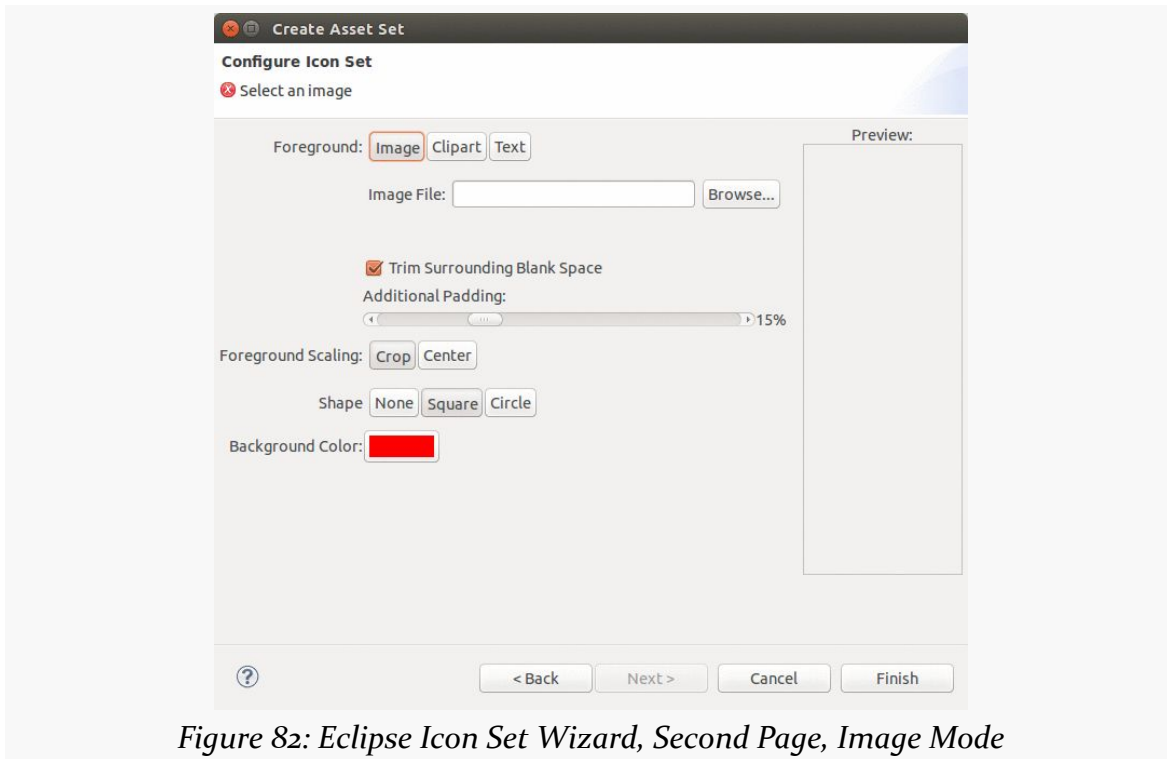 Create Asset Set
Configure Icon Set
Select an image
Foreground: Image Clipart Text
Preview:
Image File: Browse...
Trim Surrounding Blank Space
Additional Padding:
15%
Foreground Scaling: Crop Center
Shape None Square Circle
Background Color:
? < Back Next > Cancel Finish
Figure 82: Eclipse Icon Set Wizard, Second Page, Image Mode